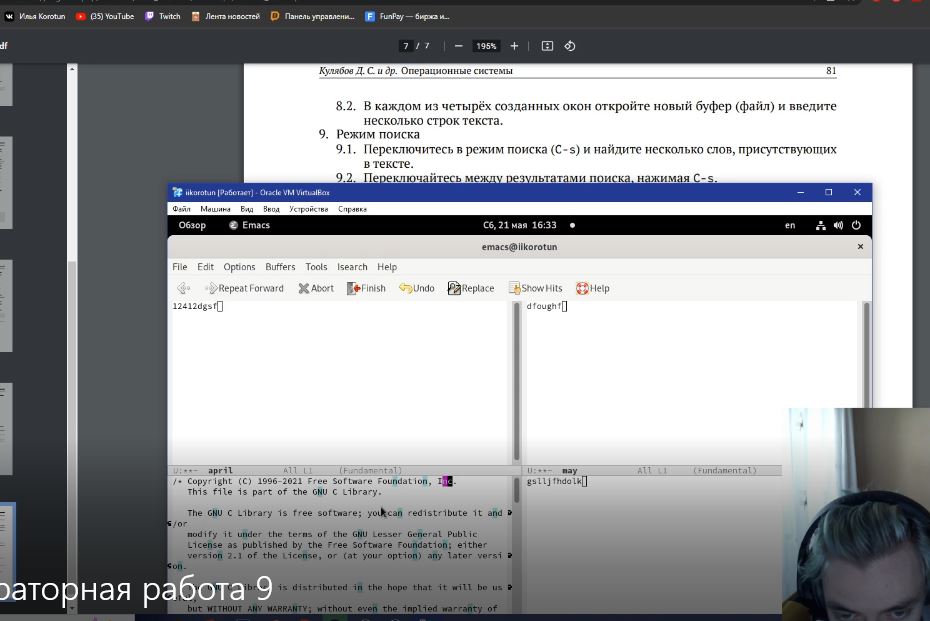 Илья Korotun (35) YouTube Twitch Лента новостей Панель управлени... FunPay — биржа и...
df
7 / 7 — 195% +
Кулябов Д. С. и др. Операционные системы 81
8.2. В каждом из четырёх созданных окон откройте новый буфер (файл) и введите
несколько строк текста.
9. Режим поиска
9.1. Переключитесь в режим поиска (C-s) и найдите несколько слов, присутствующих
в тексте.
9.2. Переключайтесь между результатами поиска, нажимая C-s.
iikorotun [Работает] - Oracle VM VirtualBox
Файл Машина Вид Ввод Устройства Справка
Обзор Emacs Сб, 21 мая 16:33 en
emacs@iikorotun
File Edit Options Buffers Tools Isearch Help
Repeat Forward Abort Finish Undo Replace Show Hits Help
12412dgsf
dfoughf
U:**- april All L1 (Fundamental)
U:**- may All L1 (Fundamental)
/* Copyright (C) 1996-2021 Free Software Foundation, Inc.
This file is part of the GNU C Library.
The GNU C Library is free software; you can redistribute it and
/or
modify it under the terms of the GNU Lesser General Public
License as published by the Free Software Foundation; either
version 2.1 of the License, or (at your option) any later versi
on.
C Library is distributed in the hope that it will be us
but WITHOUT ANY WARRANTY; without even the implied warranty of
gslljfhdolk
раторная работа 9